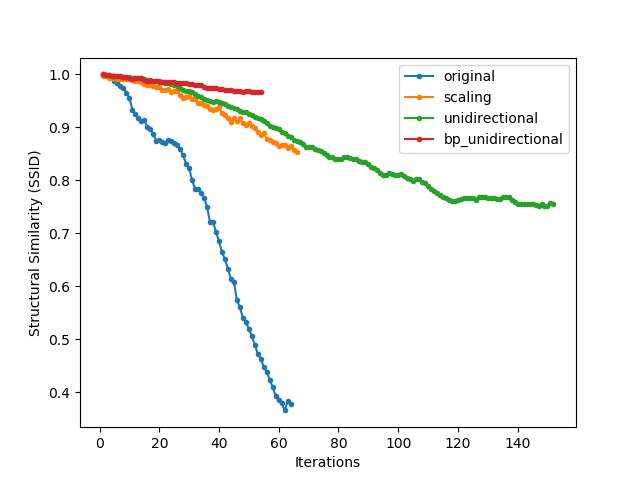 original
scaling
unidirectional
bp_unidirectional
1.0
0.9
0.8
0.7
0.6
0.5
0.4
Structural Similarity (SSID)
0 20 40 60 80 100 120 140
Iterations